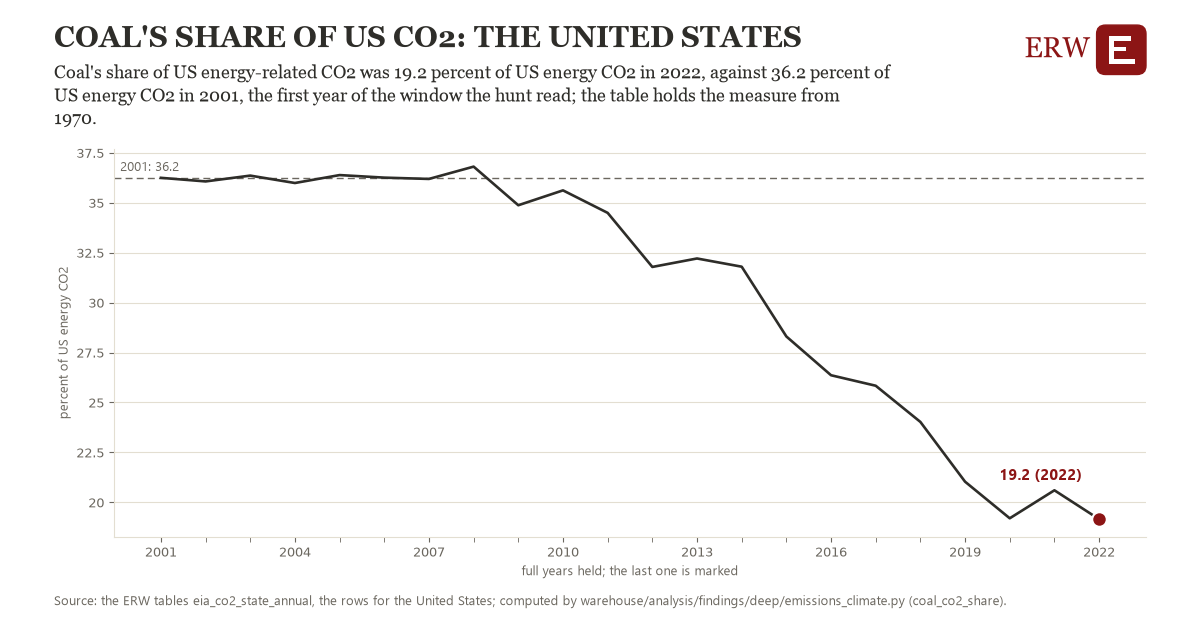 COAL'S SHARE OF US CO2: THE UNITED STATES
ERW E
Coal's share of US energy-related CO2 was 19.2 percent of US energy CO2 in 2022, against 36.2 percent of
US energy CO2 in 2001, the first year of the window the hunt read; the table holds the measure from
1970.
37.5
2001: 36.2
35
32.5
30
27.5
25
22.5
20
percent of US energy CO2
19.2 (2022)
2001 2004 2007 2010 2013 2016 2019 2022
full years held; the last one is marked
Source: the ERW tables eia_co2_state_annual, the rows for the United States; computed by warehouse/analysis/findings/deep/emissions_climate.py (coal_co2_share).